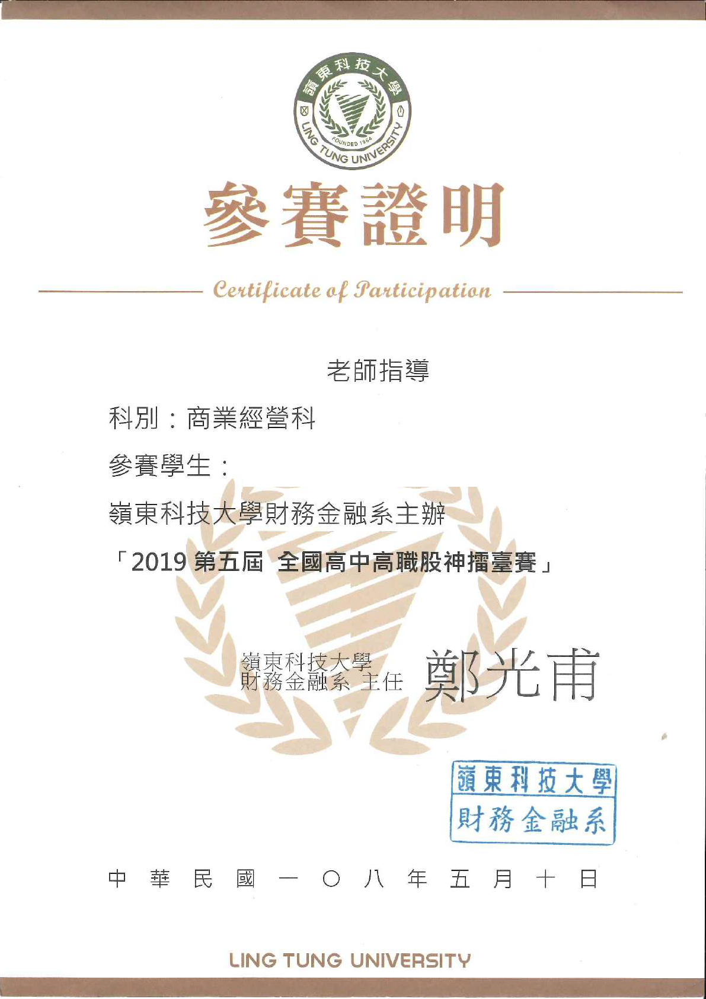 嶺東科技大學
LING TUNG UNIVERSITY
FOUNDED 1964
參賽證明
Certificate of Participation
老師指導
科別：商業經營科
參賽學生：
嶺東科技大學財務金融系主辦
「2019 第五屆 全國高中高職股神擂臺賽」
嶺東科技大學
財務金融系 主任 鄭光甫
嶺東科技大學
財務金融系
中華民國一〇八年五月十日
LING TUNG UNIVERSITY